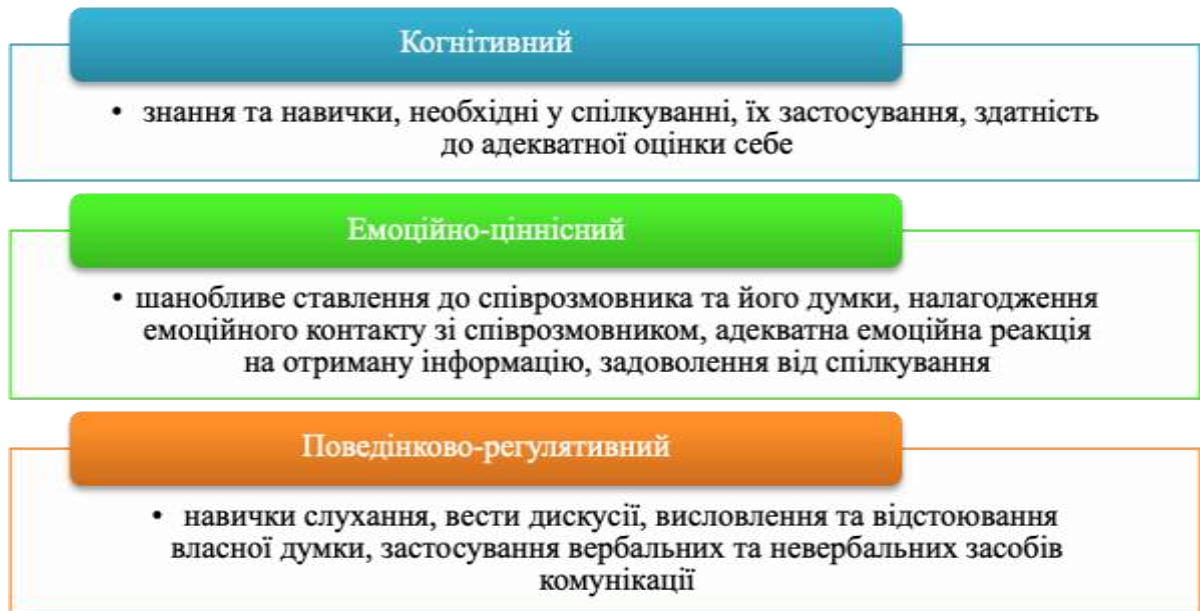 Когнітивний
• знання та навички, необхідні у спілкуванні, їх застосування, здатність
до адекватної оцінки себе
Емоційно-ціннісний
• шанобливе ставлення до співрозмовника та його думки, налагодження
емоційного контакту зі співрозмовником, адекватна емоційна реакція
на отриману інформацію, задоволення від спілкування
Поведінково-регулятивний
• навички слухання, вести дискусії, висловлення та відстоювання
власної думки, застосування вербальних та невербальних засобів
комунікації